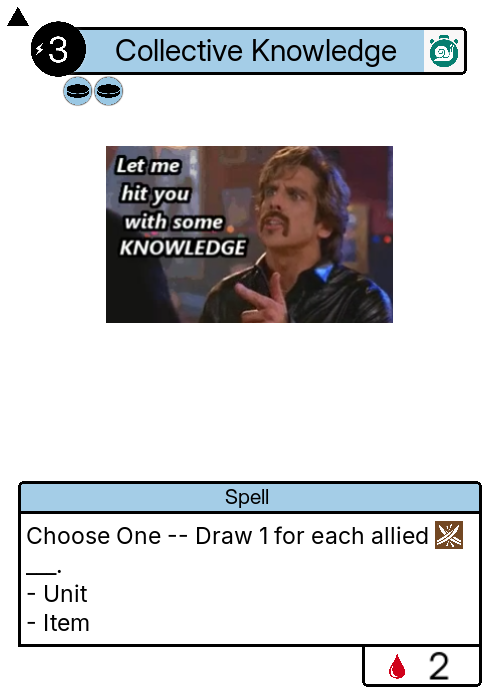 3
Collective Knowledge
Let me
hit you
with some
KNOWLEDGE
Spell
Choose One -- Draw 1 for each allied
___.
- Unit
- Item
2